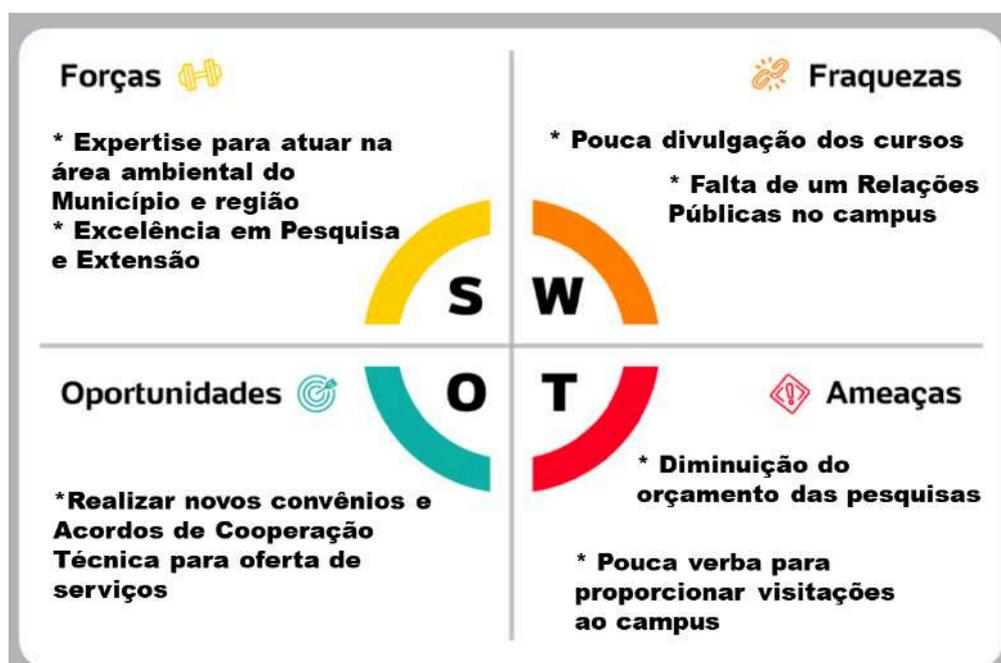 Forças
* Expertise para atuar na
área ambiental do
Município e região
* Excelência em Pesquisa
e Extensão
Fraquezas
* Pouca divulgação dos cursos
* Falta de um Relações
Públicas no campus
S W
O T
Oportunidades
*Realizar novos convênios e
Acordos de Cooperação
Técnica para oferta de
serviços
Ameaças
* Diminuição do
orçamento das pesquisas
* Pouca verba para
proporcionar visitações
ao campus